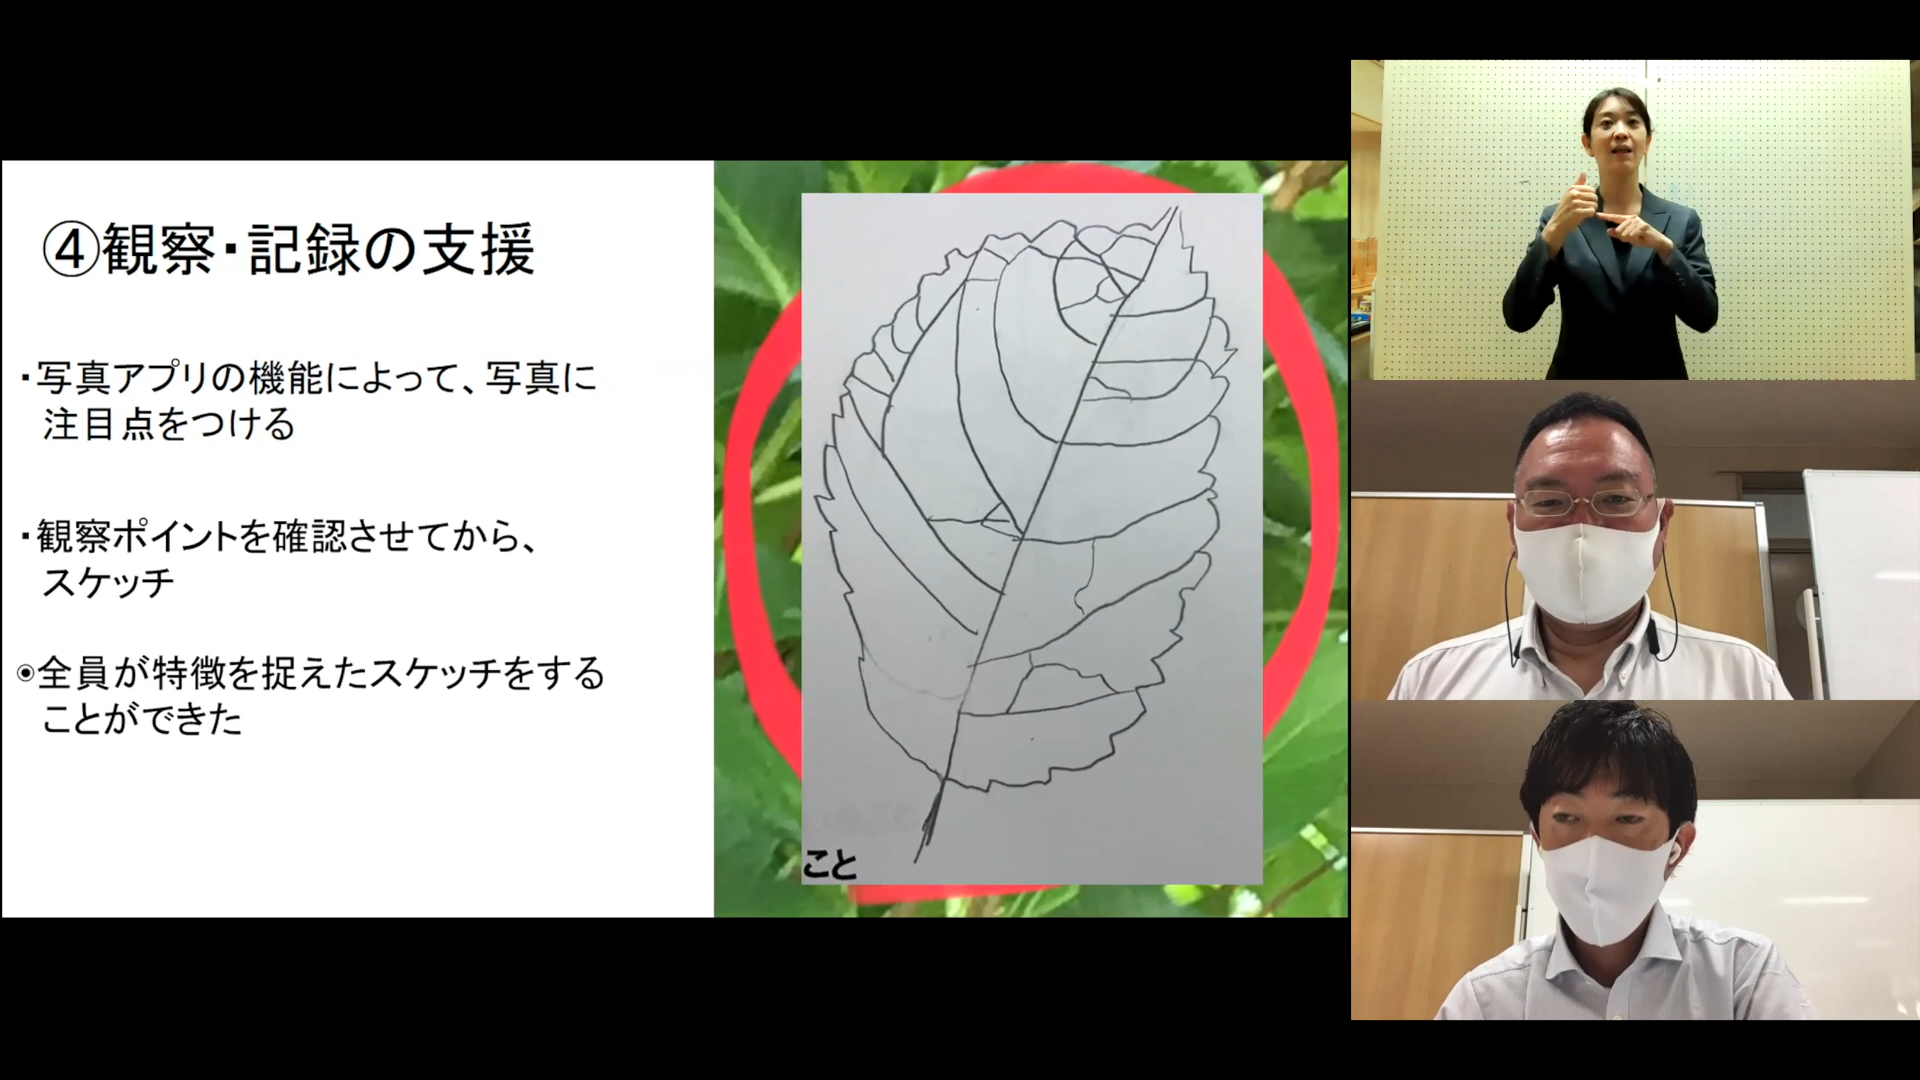 ④観察・記録の支援
・写真アプリの機能によって、写真に
注目点をつける
・観察ポイントを確認させてから、
スケッチ
◉全員が特徴を捉えたスケッチをする
ことができた
こと